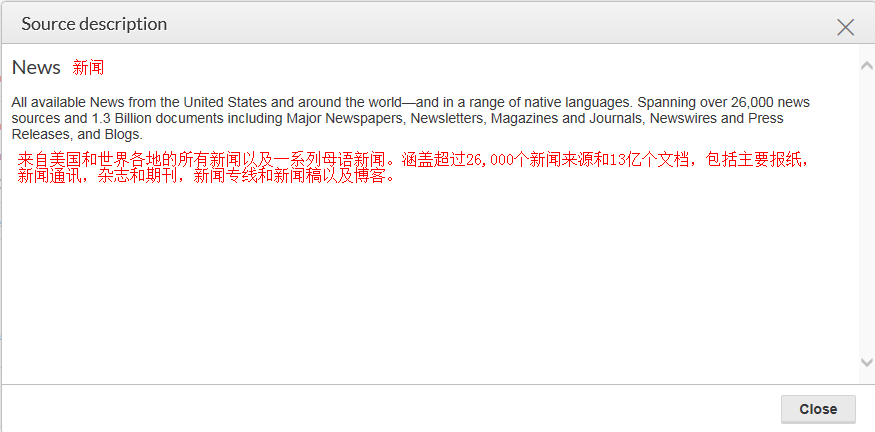 Source description
News 新闻
All available News from the United States and around the world—and in a range of native languages. Spanning over 26,000 news
sources and 1.3 Billion documents including Major Newspapers, Newsletters, Magazines and Journals, Newswires and Press
Releases, and Blogs.
来自美国和世界各地的所有新闻以及一系列母语新闻。涵盖超过26,000个新闻来源和13亿个文档，包括主要报纸，
新闻通讯，杂志和期刊，新闻专线和新闻稿以及博客。
Close